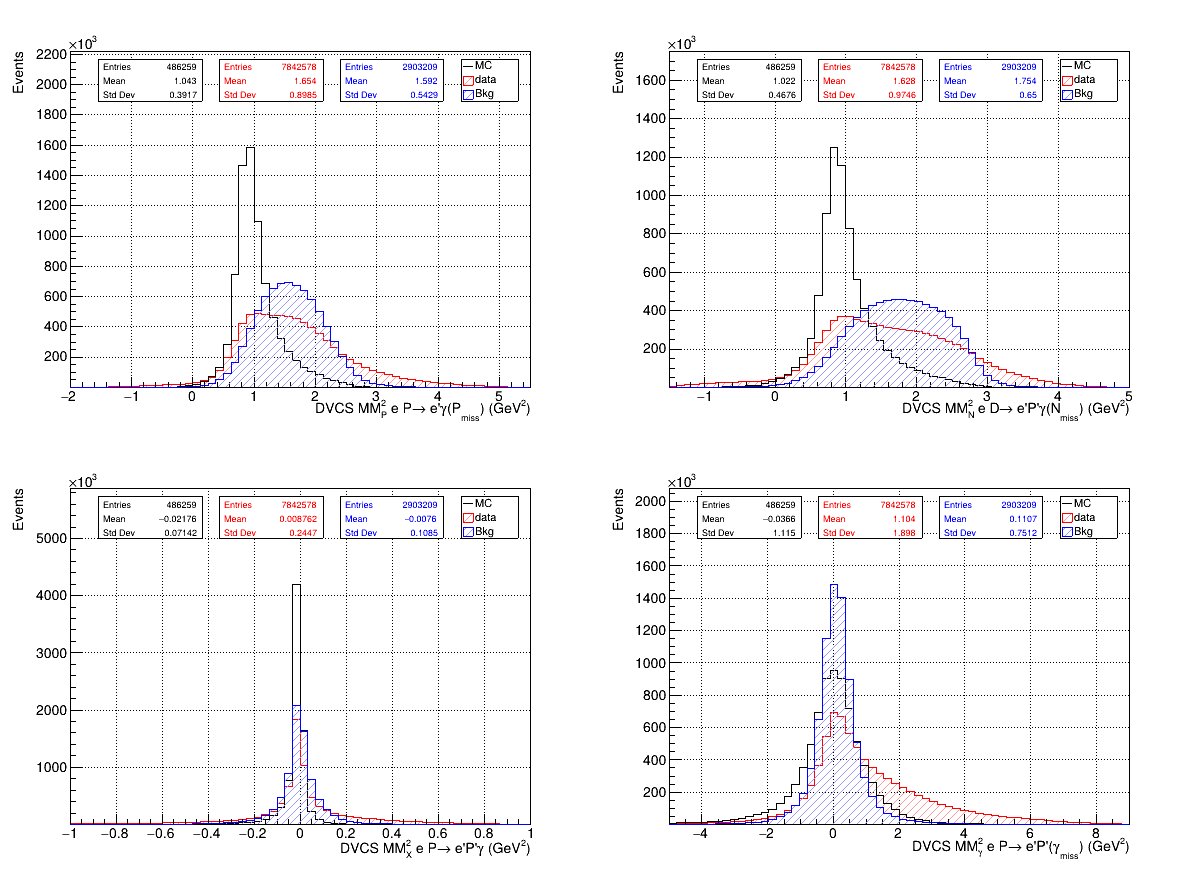 ×10³
Events
2200
2000
1800
1600
1400
1200
1000
800
600
400
200
Entries 486259
Mean 1.043
Std Dev 0.3917
Entries 7842578
Mean 1.654
Std Dev 0.8985
Entries 2903209
Mean 1.592
Std Dev 0.5429
MC
data
Bkg
−2 −1 0 1 2 3 4 5
DVCS MM²_P e P→ e'γ(P_miss) (GeV²)
×10³
Events
1600
1400
1200
1000
800
600
400
200
Entries 486259
Mean 1.022
Std Dev 0.4676
Entries 7842578
Mean 1.628
Std Dev 0.9746
Entries 2903209
Mean 1.754
Std Dev 0.65
MC
data
Bkg
−1 0 1 2 3 4 5
DVCS MM²_N e D→ e'P'γ(N_miss) (GeV²)
×10³
Events
5000
4000
3000
2000
1000
Entries 486259
Mean −0.02176
Std Dev 0.07142
Entries 7842578
Mean 0.008762
Std Dev 0.2447
Entries 2903209
Mean −0.0076
Std Dev 0.1085
MC
data
Bkg
−1 −0.8 −0.6 −0.4 −0.2 0 0.2 0.4 0.6 0.8 1
DVCS MM²_X e P→ e'P'γ (GeV²)
×10³
Events
2000
1800
1600
1400
1200
1000
800
600
400
200
Entries 486259
Mean −0.0366
Std Dev 1.115
Entries 7842578
Mean 1.104
Std Dev 1.898
Entries 2903209
Mean 0.1107
Std Dev 0.7512
MC
data
Bkg
−4 −2 0 2 4 6 8
DVCS MM²_γ e P→ e'P'(γ_miss) (GeV²)